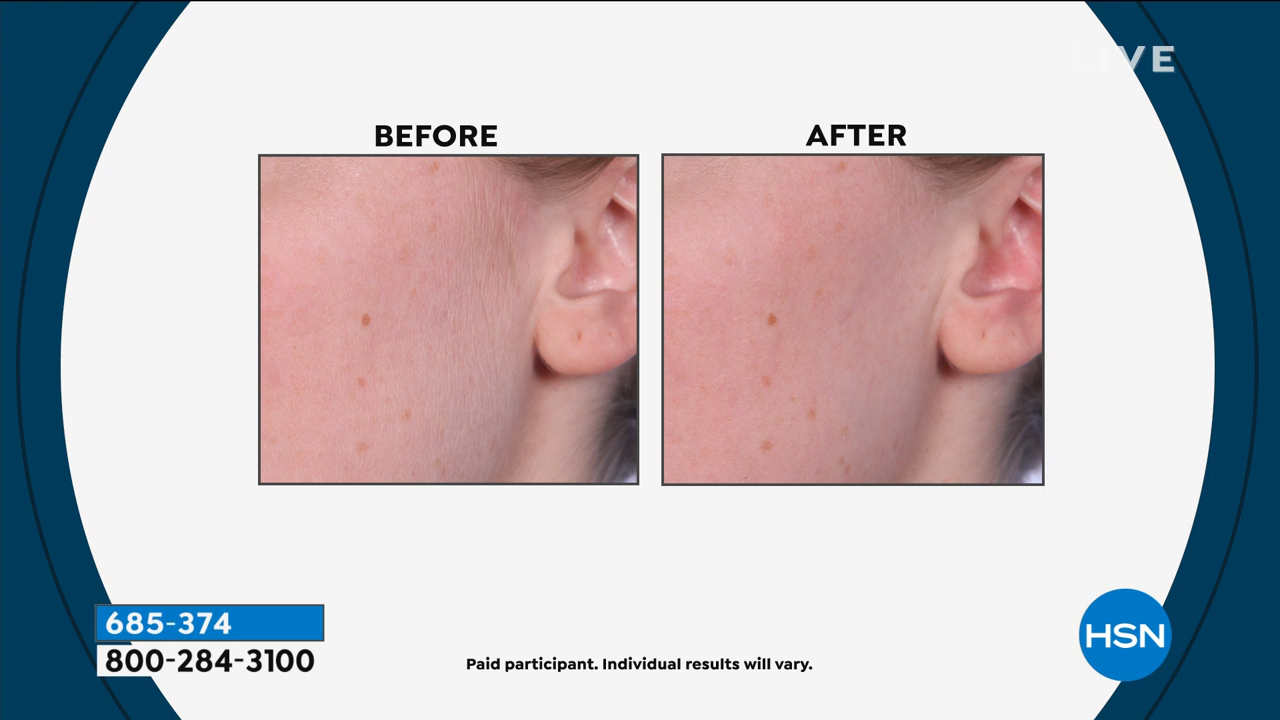 LIVE
BEFORE
AFTER
685-374
800-284-3100
Paid participant. Individual results will vary.
HSN